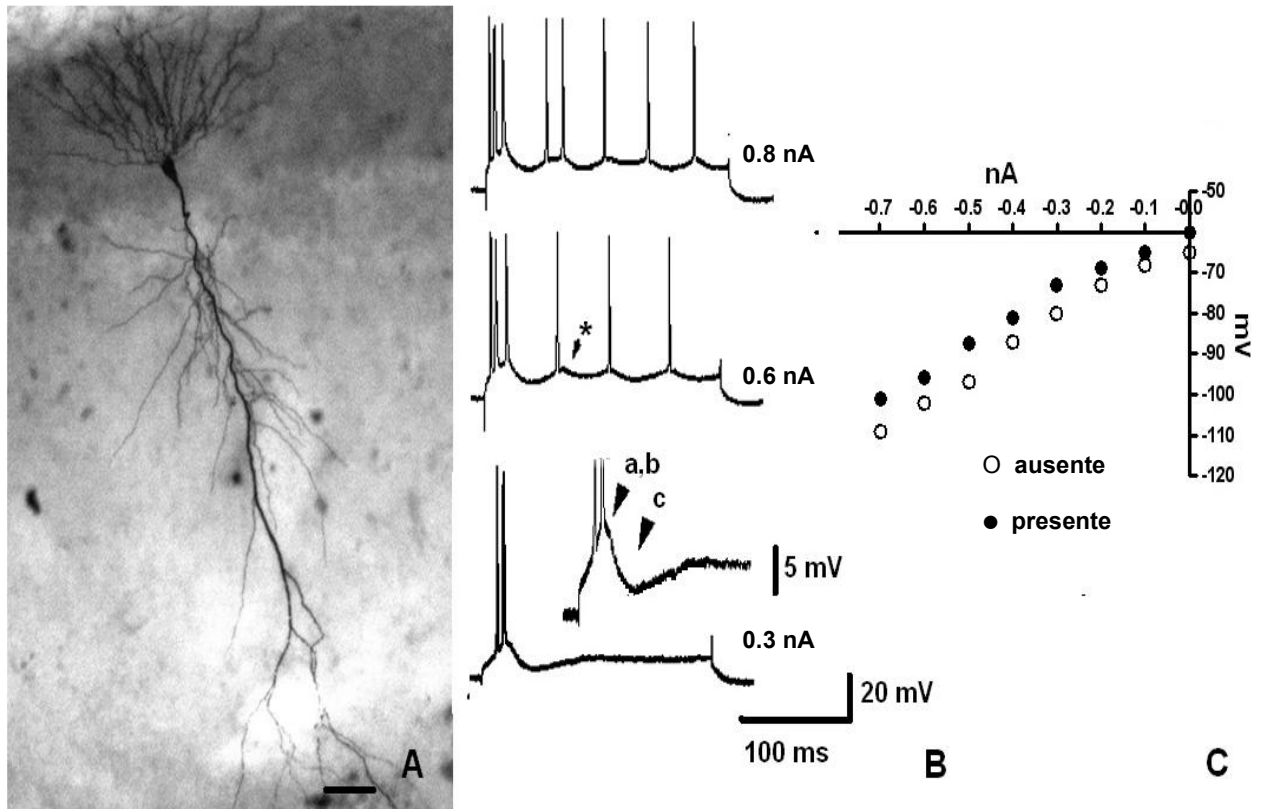 0.8 nA
*
0.6 nA
a,b
c
5 mV
0.3 nA
20 mV
100 ms
nA
-0.7 -0.6 -0.5 -0.4 -0.3 -0.2 -0.1 -0.0
-50
-70
-80
-90
-100
-110
-120
mV
ausente
presente
A
B
C